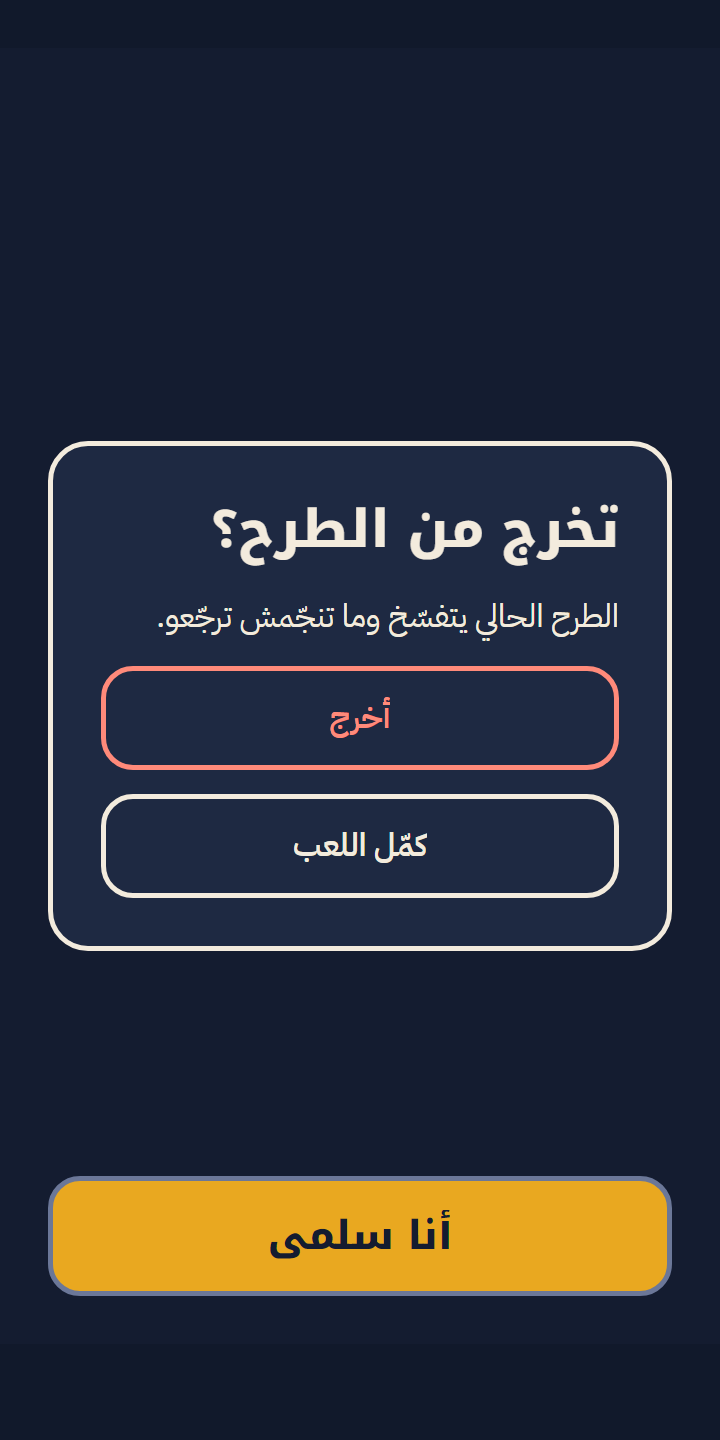 تخرج من الطرح؟
الطرح الحالي يتفسّخ وما تنجّمش ترجّعو.
أخرج
كمّل اللعب
أنا سلمى